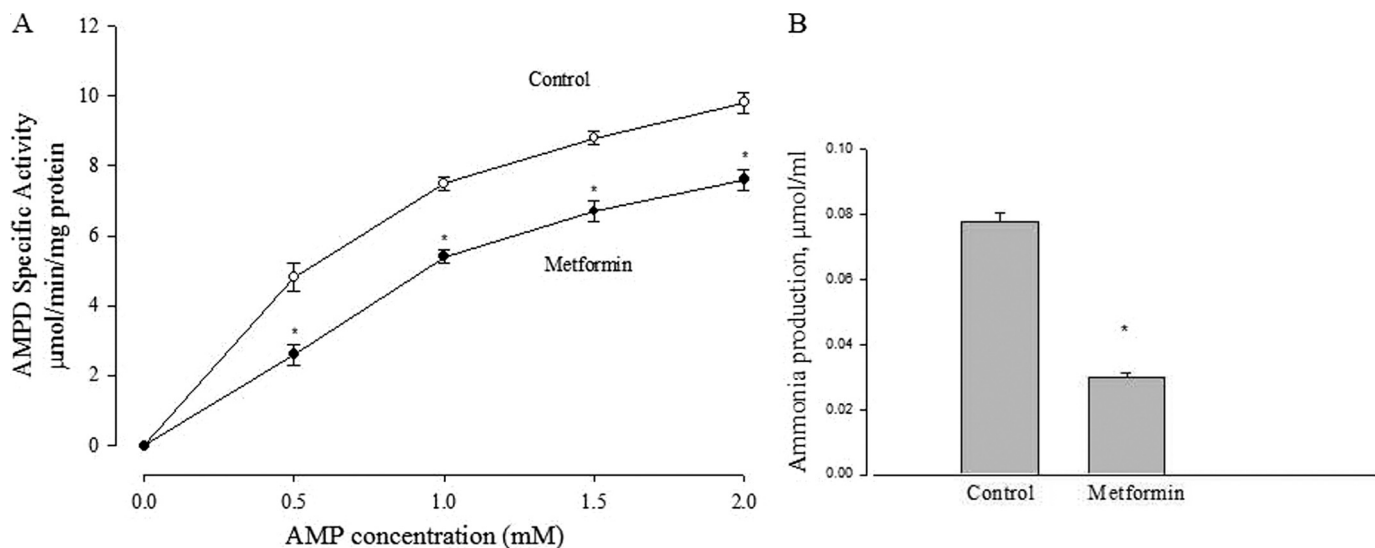 A
12
10
8
6
4
2
0
AMPD Specific Activity
μmol/min/mg protein
Control
Metformin
*
*
*
*
0.0 0.5 1.0 1.5 2.0
AMP concentration (mM)
B
Ammonia production, μmol/ml
0.10
0.08
0.06
0.04
0.02
0.00
*
Control Metformin